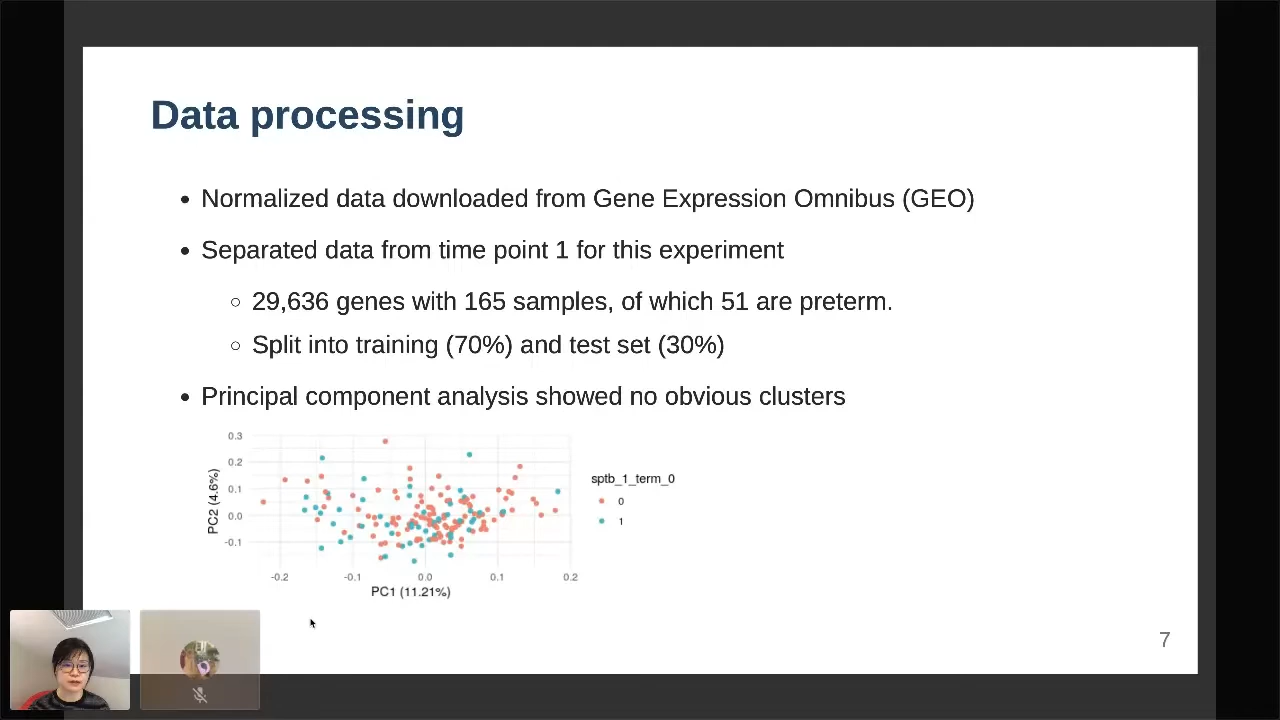 Data processing
• Normalized data downloaded from Gene Expression Omnibus (GEO)
• Separated data from time point 1 for this experiment
○ 29,636 genes with 165 samples, of which 51 are preterm.
○ Split into training (70%) and test set (30%)
• Principal component analysis showed no obvious clusters
0.3
0.2
0.1
0.0
-0.1
PC2 (4.6%)
-0.2 -0.1 0.0 0.1 0.2
PC1 (11.21%)
sptb_1_term_0
0
1
7